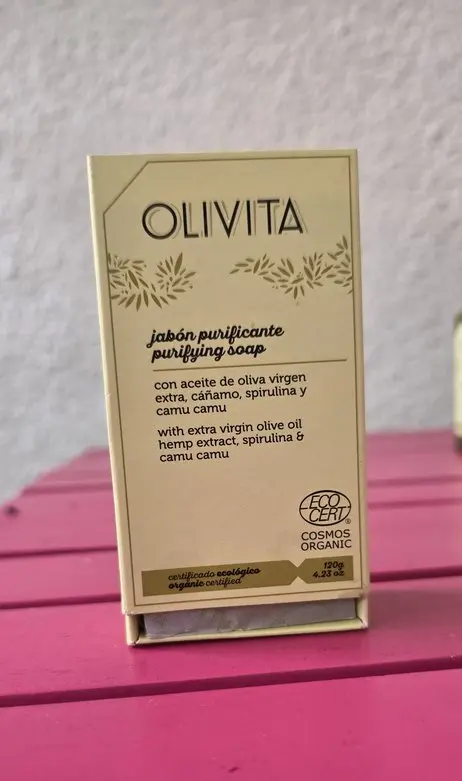 OLIVITA
jabón purificante
purifying soap
con aceite de oliva virgen
extra, cáñamo, spirulina y
camu camu
with extra virgin olive oil
hemp extract, spirulina &
camu camu
ECO
CERT®
COSMOS
ORGANIC
certificado ecológico
organic certified
120g
4.23 oz